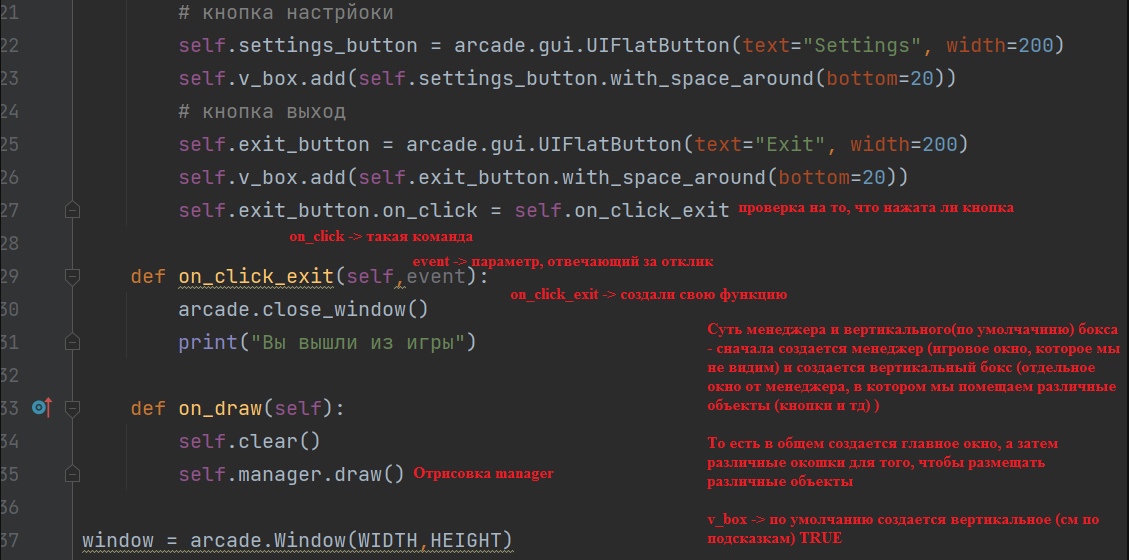 21 # кнопка настрйоки
22 self.settings_button = arcade.gui.UIFlatButton(text="Settings", width=200)
23 self.v_box.add(self.settings_button.with_space_around(bottom=20))
24 # кнопка выход
25 self.exit_button = arcade.gui.UIFlatButton(text="Exit", width=200)
26 self.v_box.add(self.exit_button.with_space_around(bottom=20))
27 self.exit_button.on_click = self.on_click_exit проверка на то, что нажата ли кнопка
28 on_click -> такая команда
event -> параметр, отвечающий за отклик
29 def on_click_exit(self,event):
on_click_exit -> создали свою функцию
30 arcade.close_window()
31 print("Вы вышли из игры")
32
33 def on_draw(self):
34 self.clear()
35 self.manager.draw() Отрисовка manager
36
37 window = arcade.Window(WIDTH,HEIGHT)
Суть менеджера и вертикального(по умолчачиню) бокса
- сначала создается менеджер (игровое окно, которое мы
не видим) и создается вертикальный бокс (отдельное
окно от менеджера, в котором мы помещаем различные
объекты (кнопки и тд) )
То есть в общем создается главное окно, а затем
различные окошки для того, чтобы размещать
различные объекты
v_box -> по умолчанию создается вертикальное (см по
подсказкам) TRUE